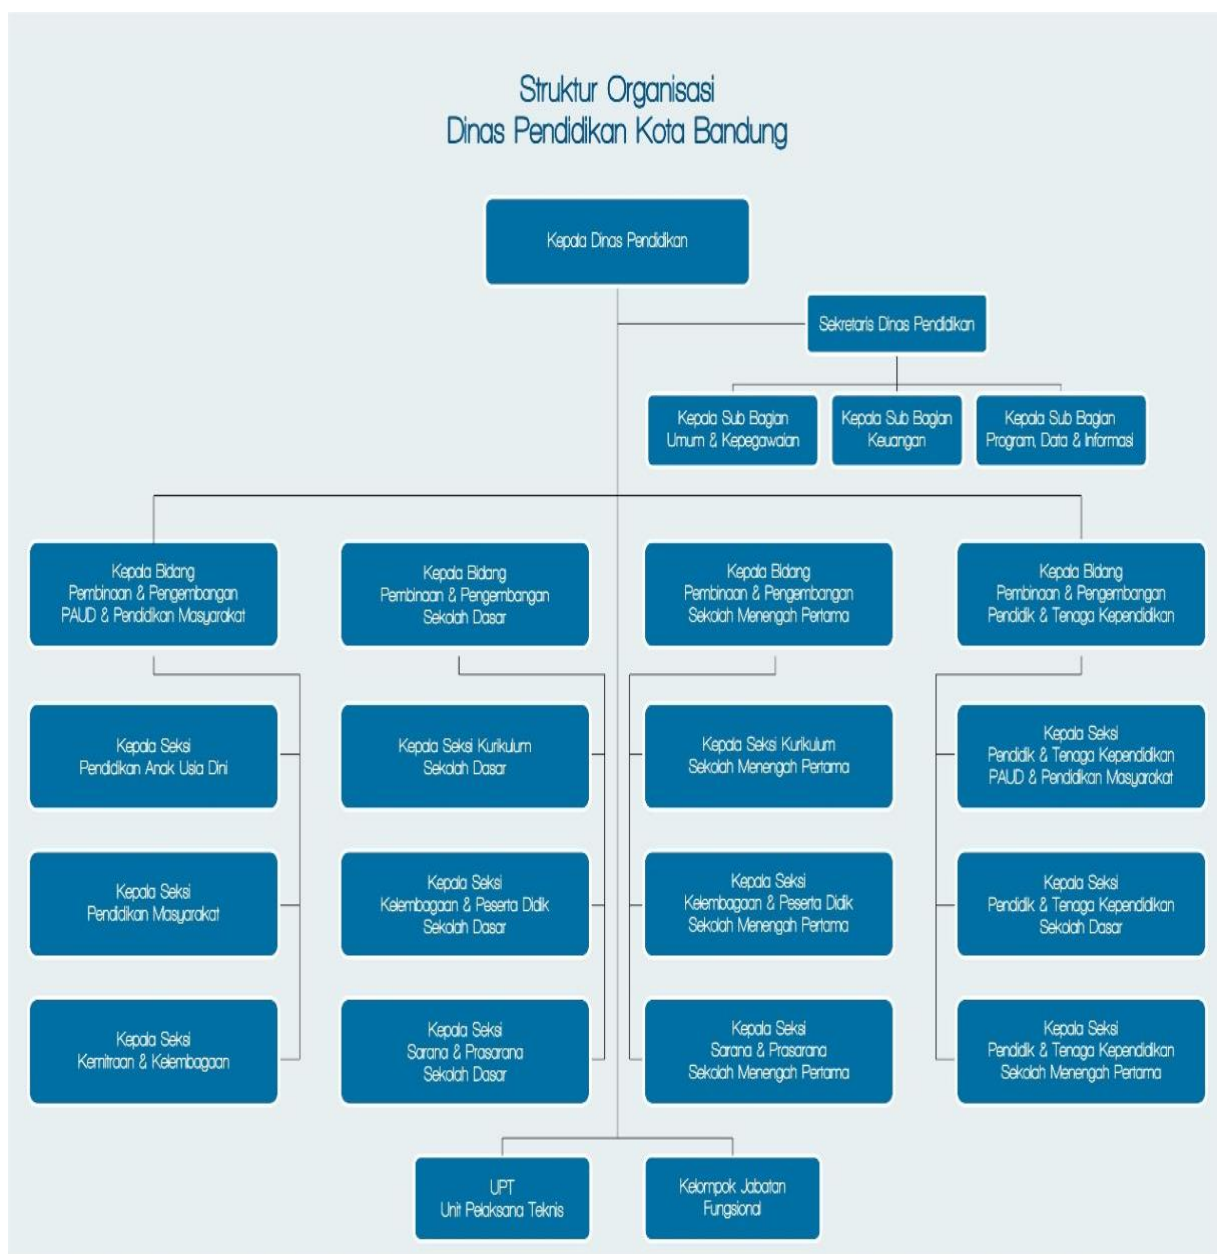 Struktur Organisasi
Dinas Pendidikan Kota Bandung
Kepala Dinas Pendidikan
Sekretaris Dinas Pendidikan
Kepala Sub Bagian
Umum & Kepegawaian
Kepala Sub Bagian
Keuangan
Kepala Sub Bagian
Program, Data & Informasi
Kepala Bidang
Pembinaan & Pengembangan
PAUD & Pendidikan Masyarakat
Kepala Bidang
Pembinaan & Pengembangan
Sekolah Dasar
Kepala Bidang
Pembinaan & Pengembangan
Sekolah Menengah Pertama
Kepala Bidang
Pembinaan & Pengembangan
Pendidik & Tenaga Kependidikan
Kepala Seksi
Pendidikan Anak Usia Dini
Kepala Seksi Kurikulum
Sekolah Dasar
Kepala Seksi Kurikulum
Sekolah Menengah Pertama
Kepala Seksi
Pendidik & Tenaga Kependidikan
PAUD & Pendidikan Masyarakat
Kepala Seksi
Pendidikan Masyarakat
Kepala Seksi
Kelembagaan & Peserta Didik
Sekolah Dasar
Kepala Seksi
Kelembagaan & Peserta Didik
Sekolah Menengah Pertama
Kepala Seksi
Pendidik & Tenaga Kependidikan
Sekolah Dasar
Kepala Seksi
Kemitraan & Kelembagaan
Kepala Seksi
Sarana & Prasarana
Sekolah Dasar
Kepala Seksi
Sarana & Prasarana
Sekolah Menengah Pertama
Kepala Seksi
Pendidik & Tenaga Kependidikan
Sekolah Menengah Pertama
UPT
Unit Pelaksana Teknis
Kelompok Jabatan
Fungsional